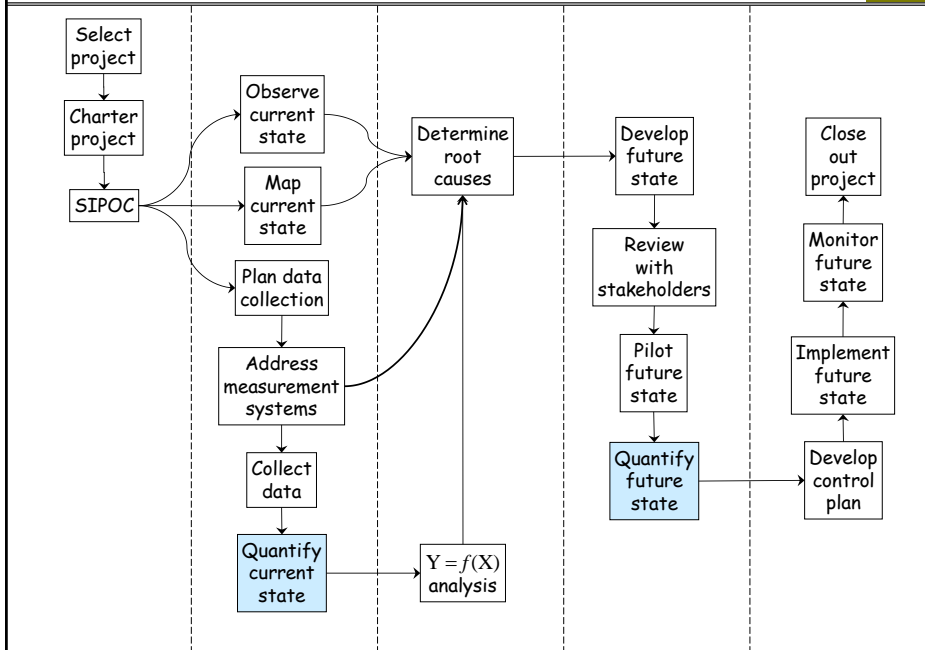 Select
project
Charter
project
SIPOC
Observe
current
state
Map
current
state
Plan data
collection
Address
measurement
systems
Collect
data
Quantify
current
state
Determine
root
causes
Y = f(X)
analysis
Develop
future
state
Review
with
stakeholders
Pilot
future
state
Quantify
future
state
Close
out
project
Monitor
future
state
Implement
future
state
Develop
control
plan